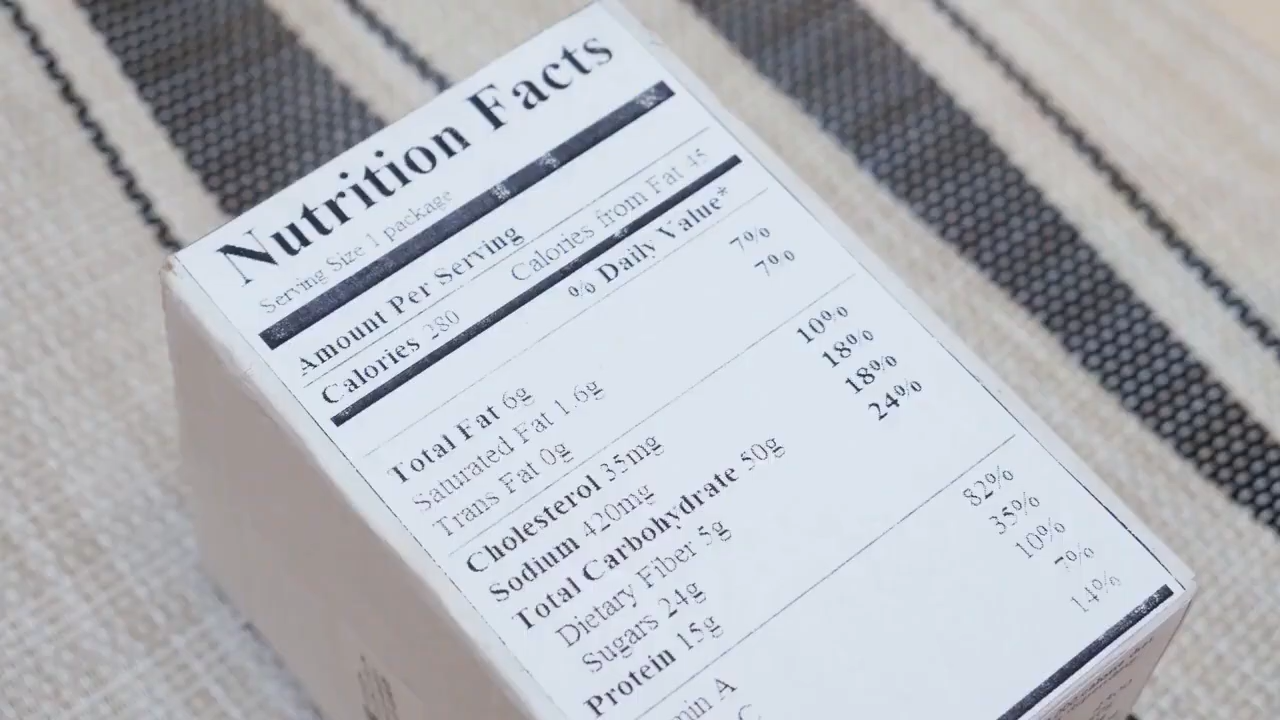 Nutrition Facts
Serving Size 1 package
Amount Per Serving
Calories 280 Calories from Fat 45
% Daily Value*
Total Fat 6g 7%
Saturated Fat 1.6g 7%
Trans Fat 0g
Cholesterol 35mg 10%
Sodium 420mg 18%
Total Carbohydrate 50g 18%
Dietary Fiber 5g 24%
Sugars 24g
Protein 15g
min A 82%
C 35%
10%
7%
14%